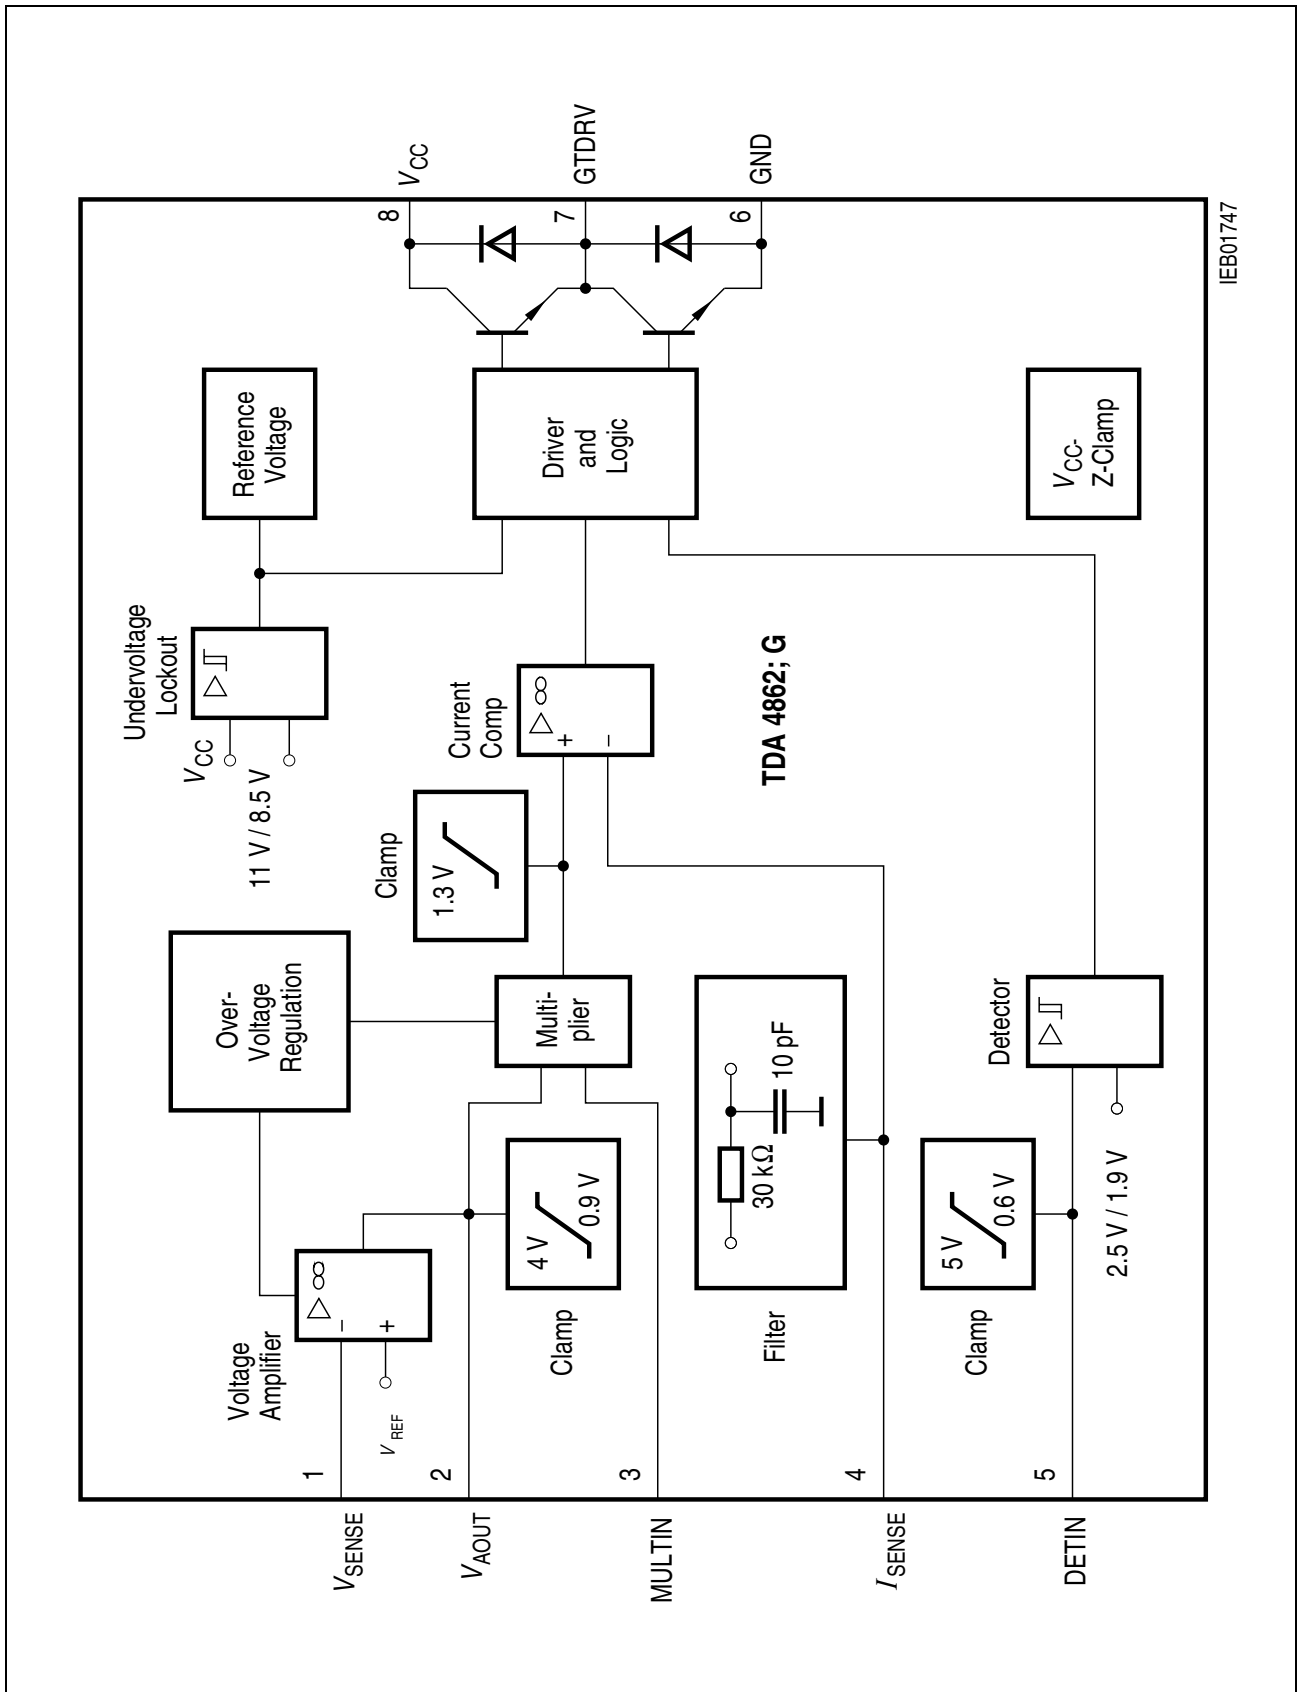 Undervoltage
Lockout
V_CC
11 V / 8.5 V
Reference
Voltage
8
V_CC
Over-
Voltage
Regulation
Voltage
Amplifier
1
V_SENSE
−
+
▷∞
V_REF
Clamp
1.3 V
Current
Comp
▷∞
+
−
Driver
and
Logic
7
GTDRV
6
GND
2
V_AOUT
4 V
0.9 V
Clamp
Multi-
plier
3
MULTIN
TDA 4862; G
Filter
30 kΩ
10 pF
4
I_SENSE
Clamp
5 V
0.6 V
Detector
2.5 V / 1.9 V
5
DETIN
V_CC-
Z-Clamp
IEB01747